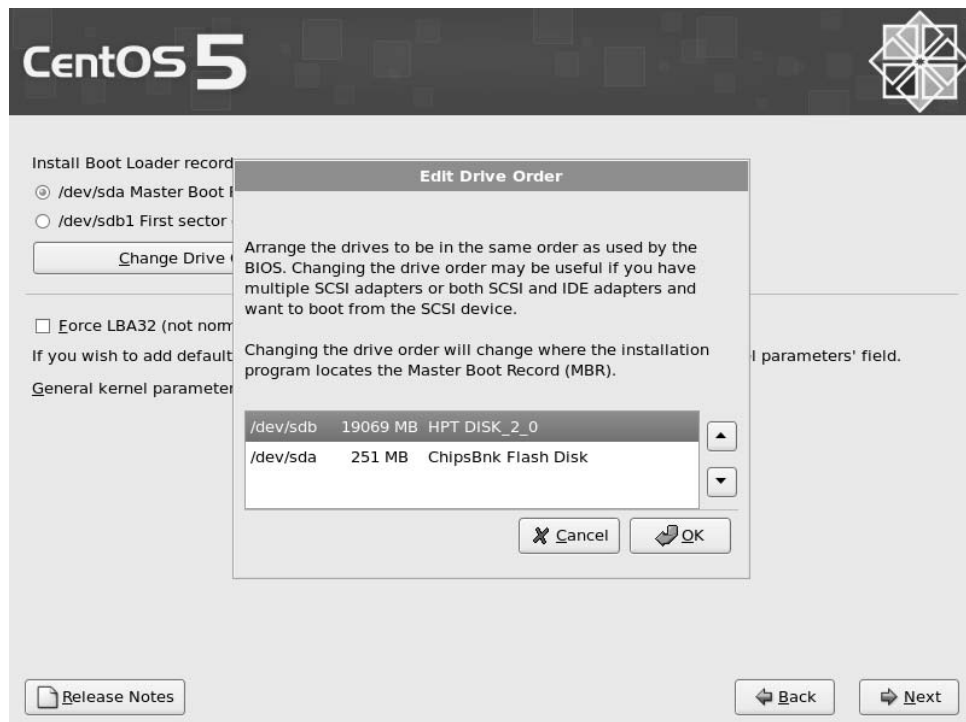 CentOS 5
Install Boot Loader record
/dev/sda Master Boot
/dev/sdb1 First sector
Change Drive
Force LBA32 (not
If you wish to add default
l parameters' field.
General kernel
Edit Drive Order
Arrange the drives to be in the same order as used by the
BIOS. Changing the drive order may be useful if you have
multiple SCSI adapters or both SCSI and IDE adapters and
want to boot from the SCSI device.
Changing the drive order will change where the installation
program locates the Master Boot Record (MBR).
/dev/sdb 19069 MB HPT DISK_2_0
/dev/sda 251 MB ChipsBnk Flash Disk
Cancel
OK
Release Notes
Back
Next